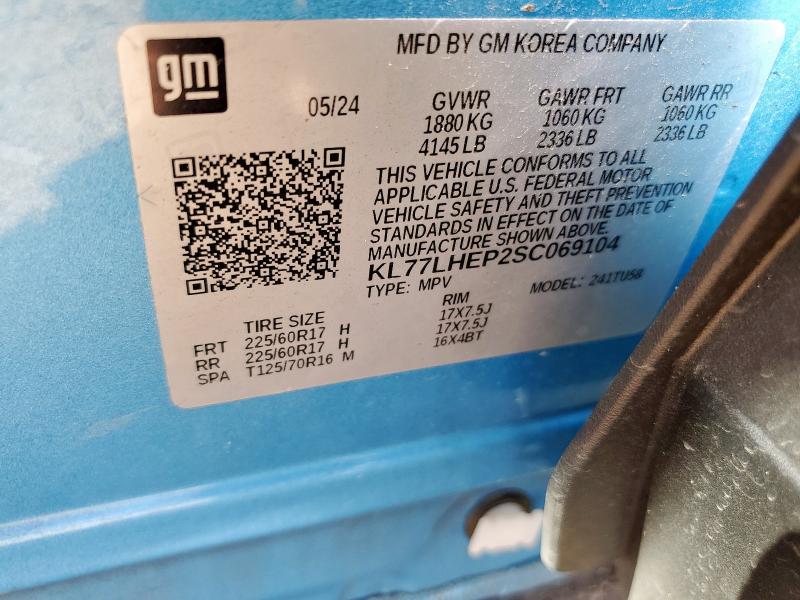 gm
MFD BY GM KOREA COMPANY
05/24
GVWR GAWR FRT GAWR RR
1880 KG 1060 KG 1060 KG
4145 LB 2336 LB 2336 LB
THIS VEHICLE CONFORMS TO ALL
APPLICABLE U.S. FEDERAL MOTOR
VEHICLE SAFETY AND THEFT PREVENTION
STANDARDS IN EFFECT ON THE DATE OF
MANUFACTURE SHOWN ABOVE.
KL77LHEP2SC069104
TYPE: MPV MODEL: 241TU58
TIRE SIZE RIM
FRT 225/60R17 H 17X7.5J
RR 225/60R17 H 17X7.5J
SPA T125/70R16 M 16X4BT